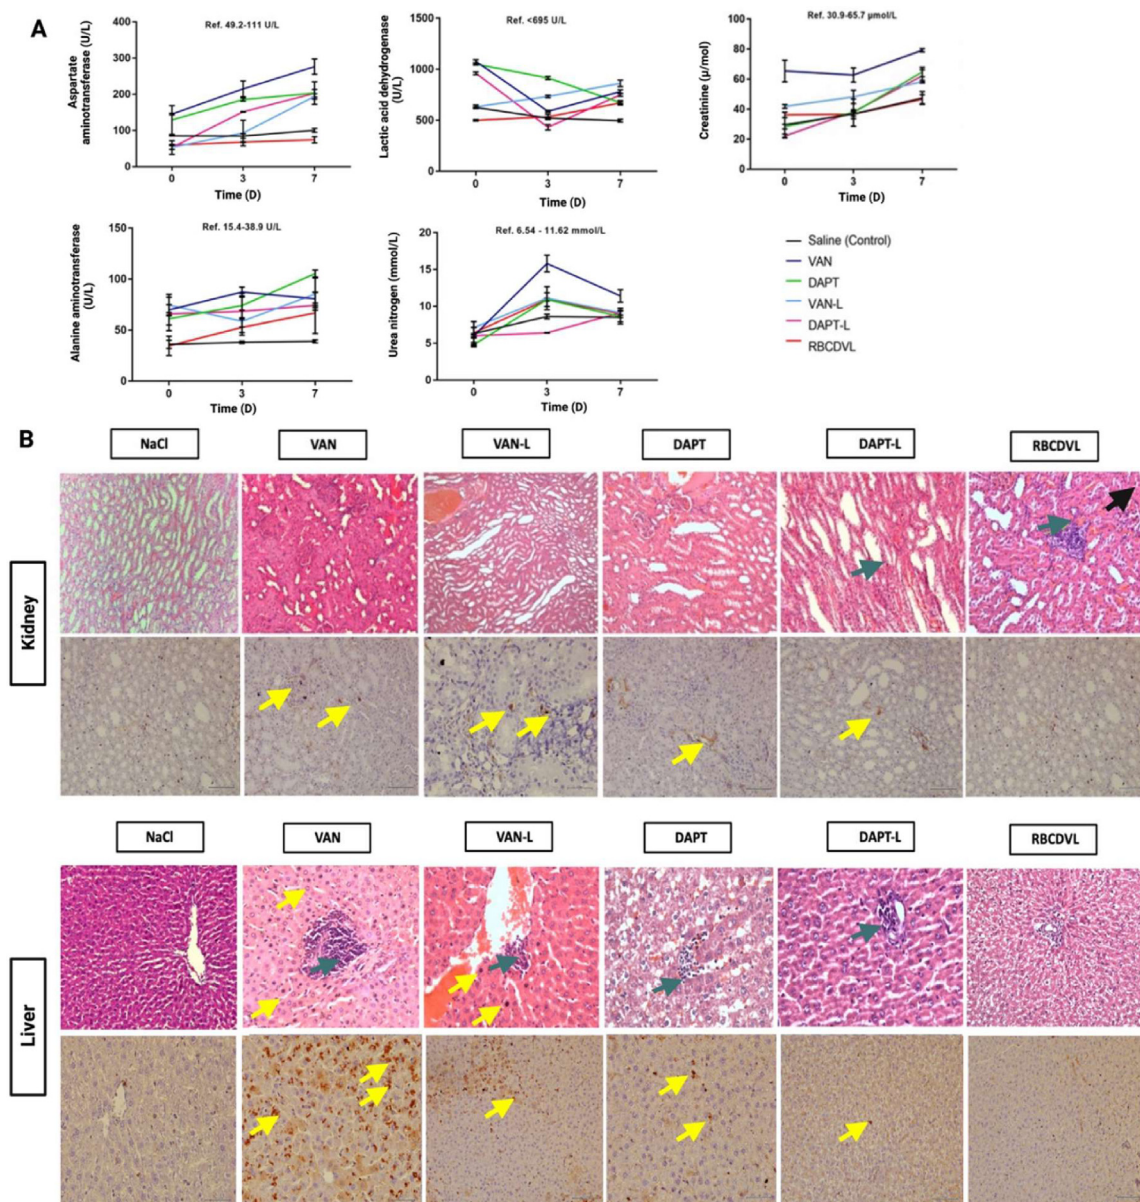 A
Ref. 49.2-111 U/L
Aspartate
aminotransferase (U/L)
400
300
200
100
0
0 3 7
Time (D)
Ref. <695 U/L
Lactic acid dehydrogenase
(U/L)
1500
1000
500
0
0 3 7
Time (D)
Ref. 30.9-65.7 µmol/L
Creatinine (µ/mol)
100
80
60
40
20
0
0 3 7
Time (D)
Ref. 15.4-38.9 U/L
Alanine aminotransferase
(U/L)
150
100
50
0
0 3 7
Time (D)
Ref. 6.54 - 11.62 mmol/L
Urea nitrogen (mmol/L)
20
15
10
5
0
0 3 7
Time (D)
Saline (Control)
VAN
DAPT
VAN-L
DAPT-L
RBCDVL
B
NaCl VAN VAN-L DAPT DAPT-L RBCDVL
Kidney
NaCl VAN VAN-L DAPT DAPT-L RBCDVL
Liver